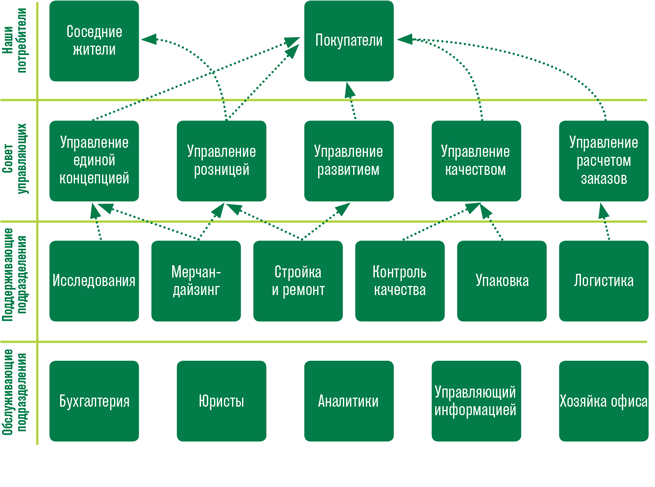 Наши
потребители
Соседние
жители
Покупатели
Совет
управляющих
Управление
единой
концепцией
Управление
розницей
Управление
развитием
Управление
качеством
Управление
расчетом
заказов
Поддерживающие
подразделения
Исследования
Мерчан-
дайзинг
Стройка
и ремонт
Контроль
качества
Упаковка
Логистика
Обслуживающие
подразделения
Бухгалтерия
Юристы
Аналитики
Управляющий
информацией
Хозяйка офиса